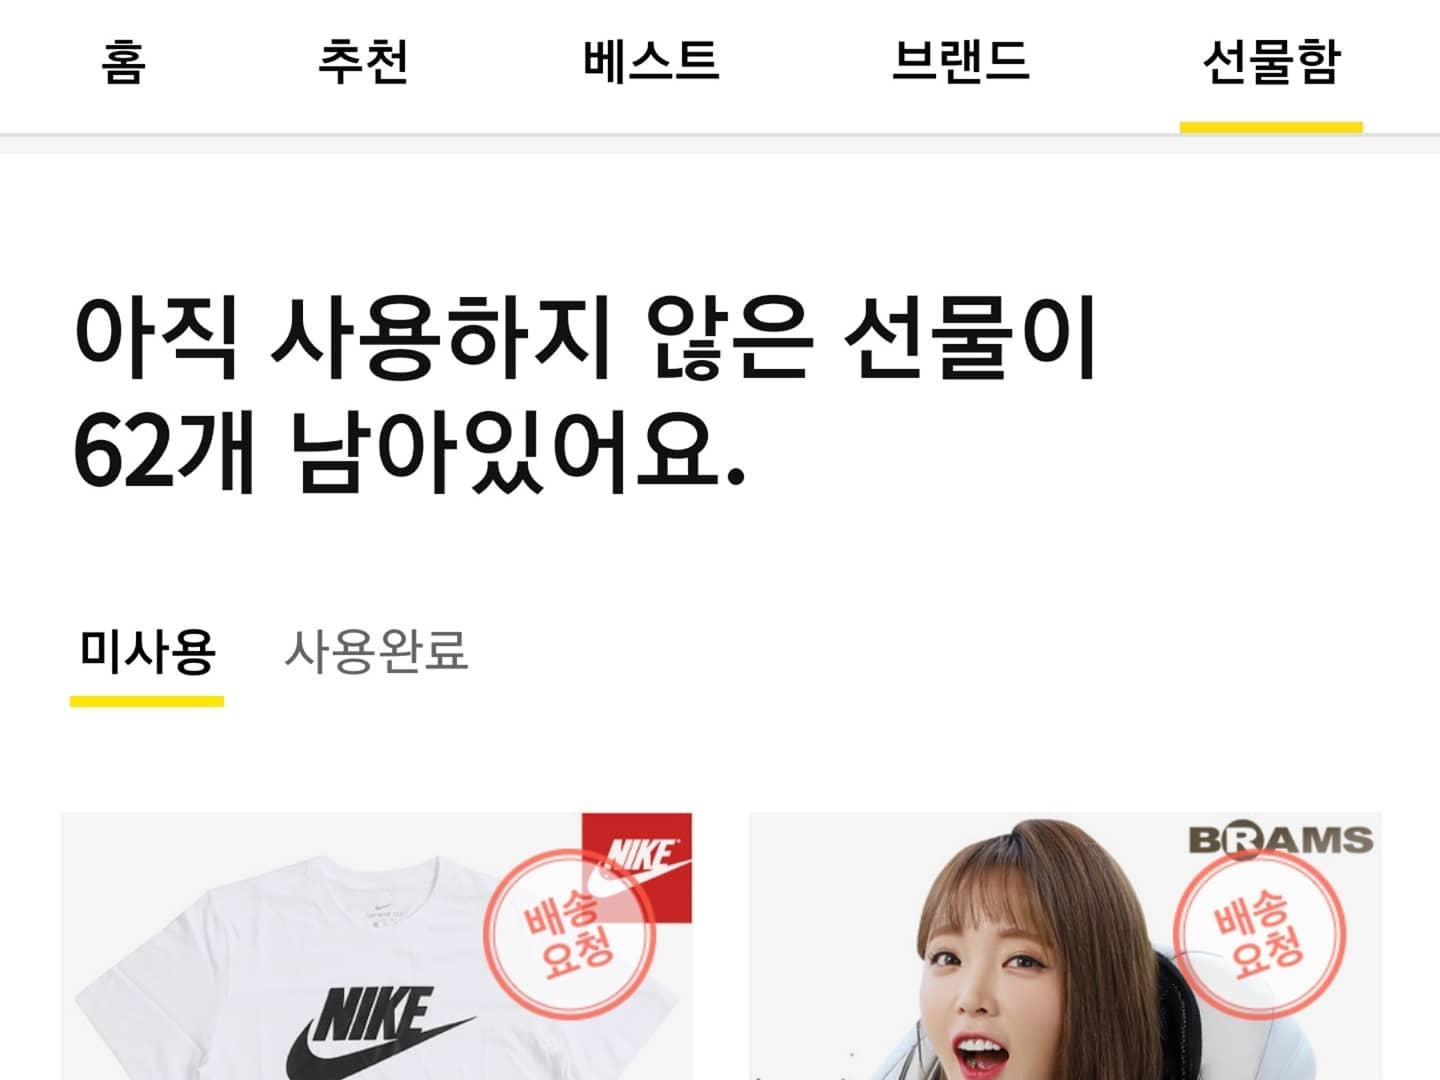 홈 추천 베스트 브랜드 선물함
아직 사용하지 않은 선물이
62개 남아있어요.
미사용 사용완료
NIKE
배송
요청
NIKE
BRAMS
배송
요청